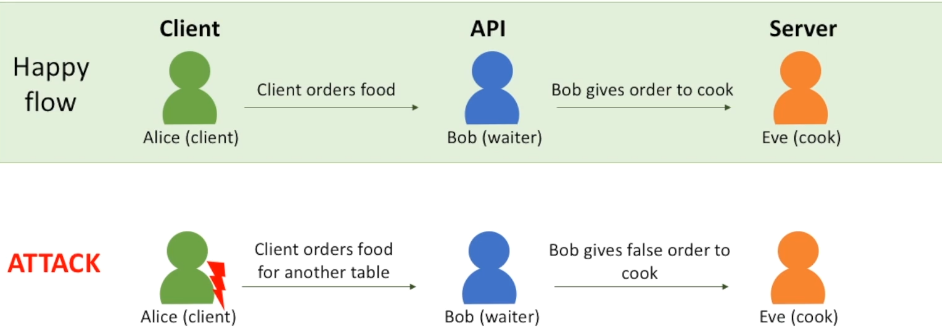 Client API Server
Happy
flow
Client orders food
Bob gives order to cook
Alice (client)
Bob (waiter)
Eve (cook)
ATTACK
Client orders food
for another table
Bob gives false order to
cook
Alice (client)
Bob (waiter)
Eve (cook)